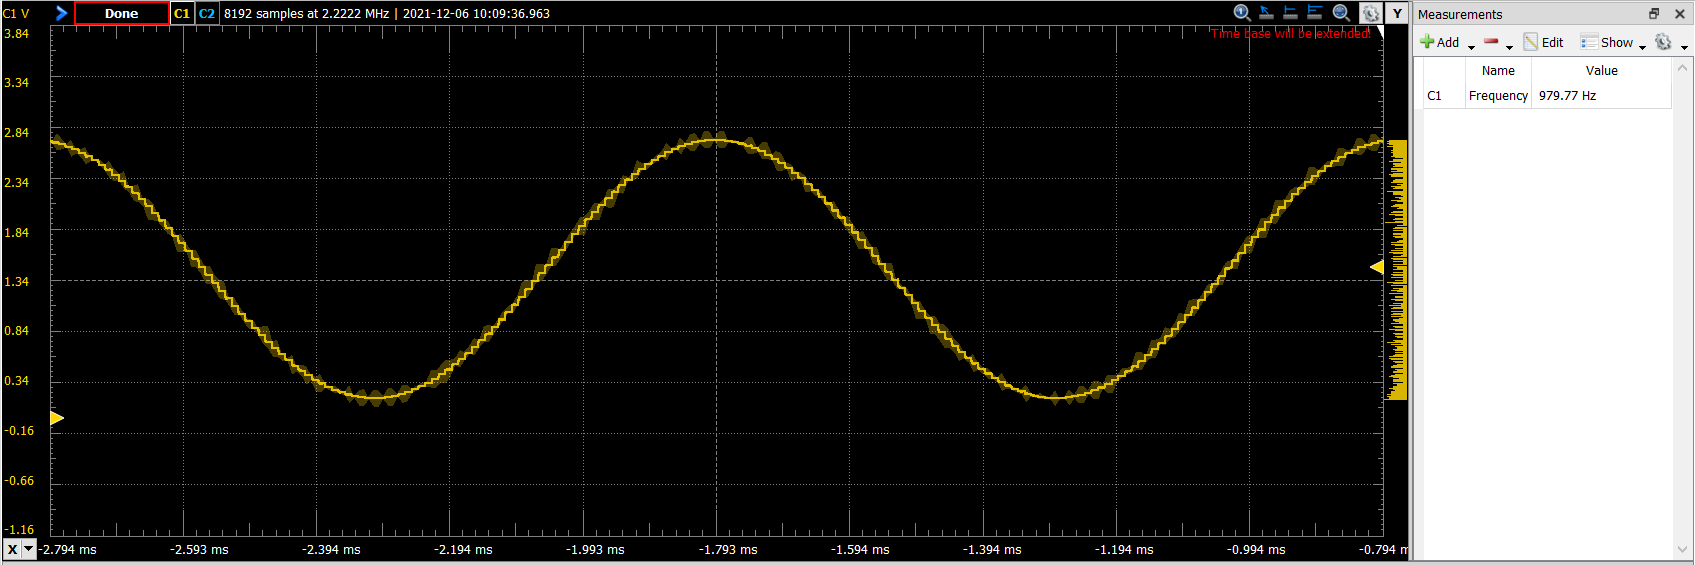 C1 V
Done
C1 C2
8192 samples at 2.2222 MHz | 2021-12-06 10:09:36.963
Y
Time base will be extended!
3.84
3.34
2.84
2.34
1.84
1.34
0.84
0.34
-0.16
-0.66
-1.16
X
-2.794 ms -2.593 ms -2.394 ms -2.194 ms -1.993 ms -1.793 ms -1.594 ms -1.394 ms -1.194 ms -0.994 ms -0.794 m
Measurements
Add Edit Show
Name Value
C1 Frequency 979.77 Hz